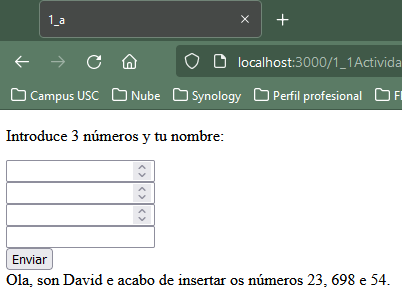 1_a
localhost:3000/1_1Activida
Campus USC Nube Synology Perfil profesional
Introduce 3 números y tu nombre:
Enviar
Ola, son David e acabo de insertar os números 23, 698 e 54.